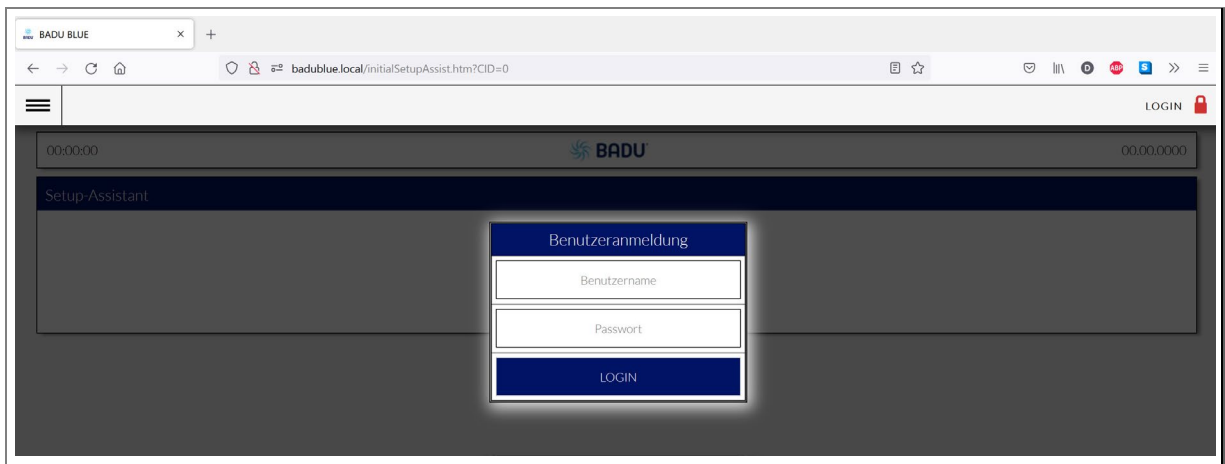 BADU BLUE
badublue.local/initialSetupAssist.htm?CID=0
LOGIN
00:00:00 BADU 00.00.0000
Setup-Assistant
Benutzeranmeldung
Benutzername
Passwort
LOGIN